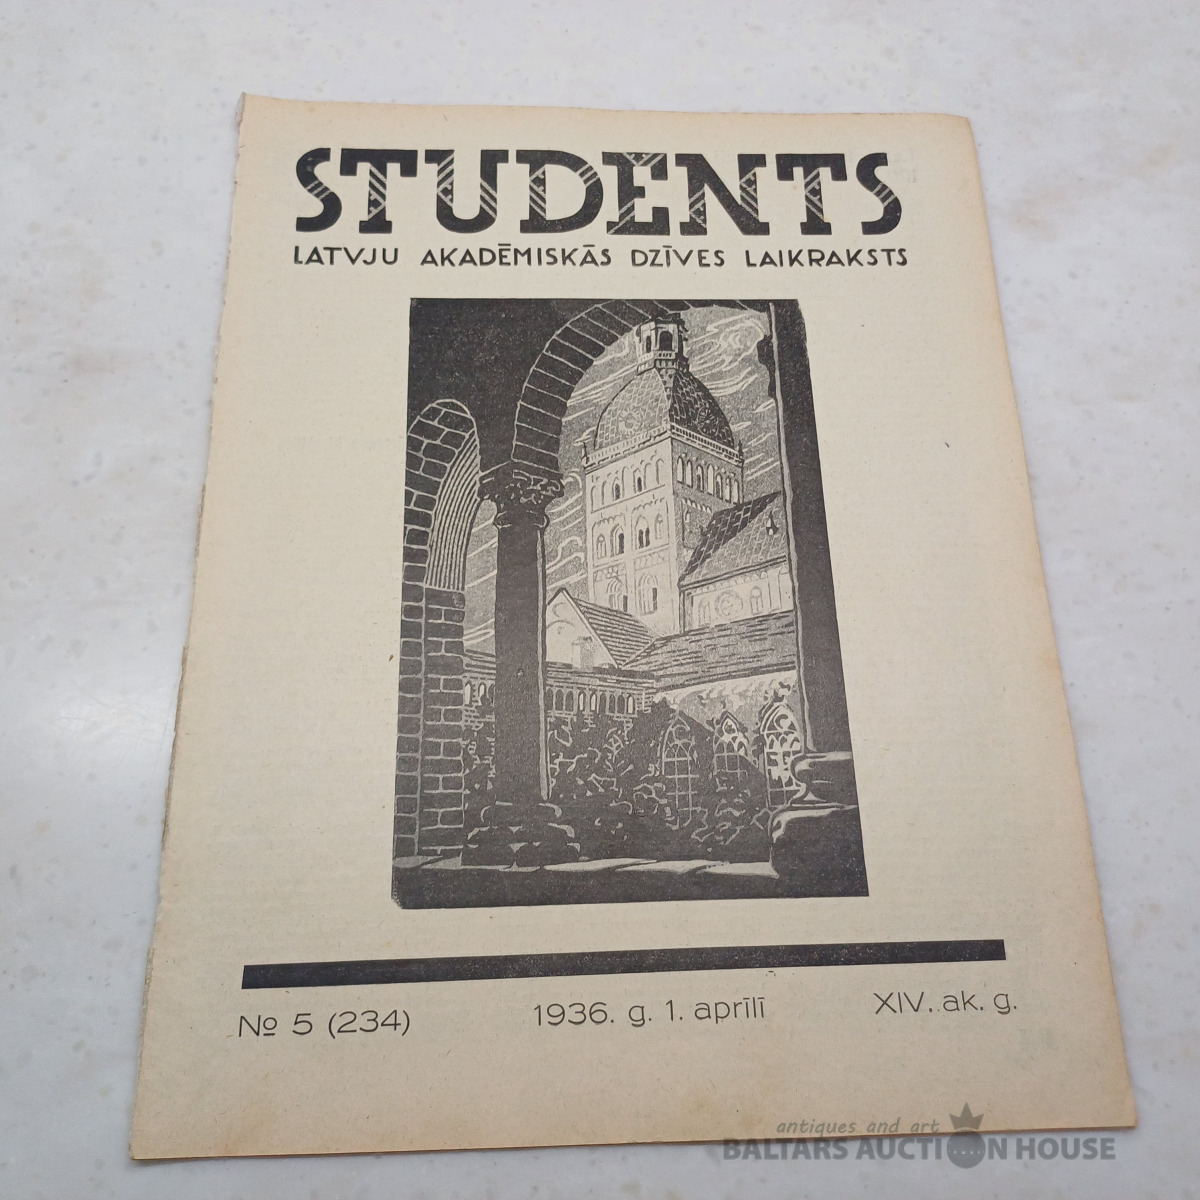 STUDENTS
LATVJU AKADĒMISKĀS DZĪVES LAIKRAKSTS
№ 5 (234) 1936. g. 1. aprīlī XIV. ak. g.
antiques and art
BALTARS AUCTION HOUSE